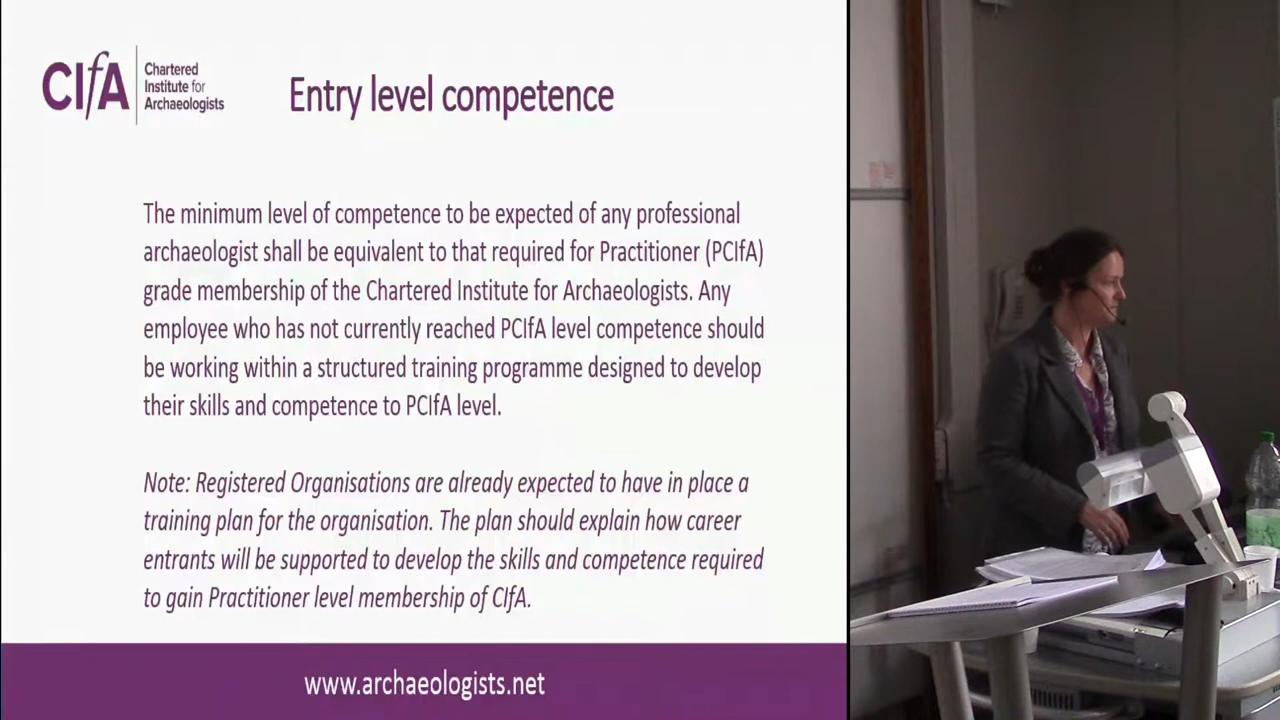 CIfA
Chartered
Institute for
Archaeologists
Entry level competence
The minimum level of competence to be expected of any professional
archaeologist shall be equivalent to that required for Practitioner (PCIfA)
grade membership of the Chartered Institute for Archaeologists. Any
employee who has not currently reached PCIfA level competence should
be working within a structured training programme designed to develop
their skills and competence to PCIfA level.
Note: Registered Organisations are already expected to have in place a
training plan for the organisation. The plan should explain how career
entrants will be supported to develop the skills and competence required
to gain Practitioner level membership of CIfA.
www.archaeologists.net